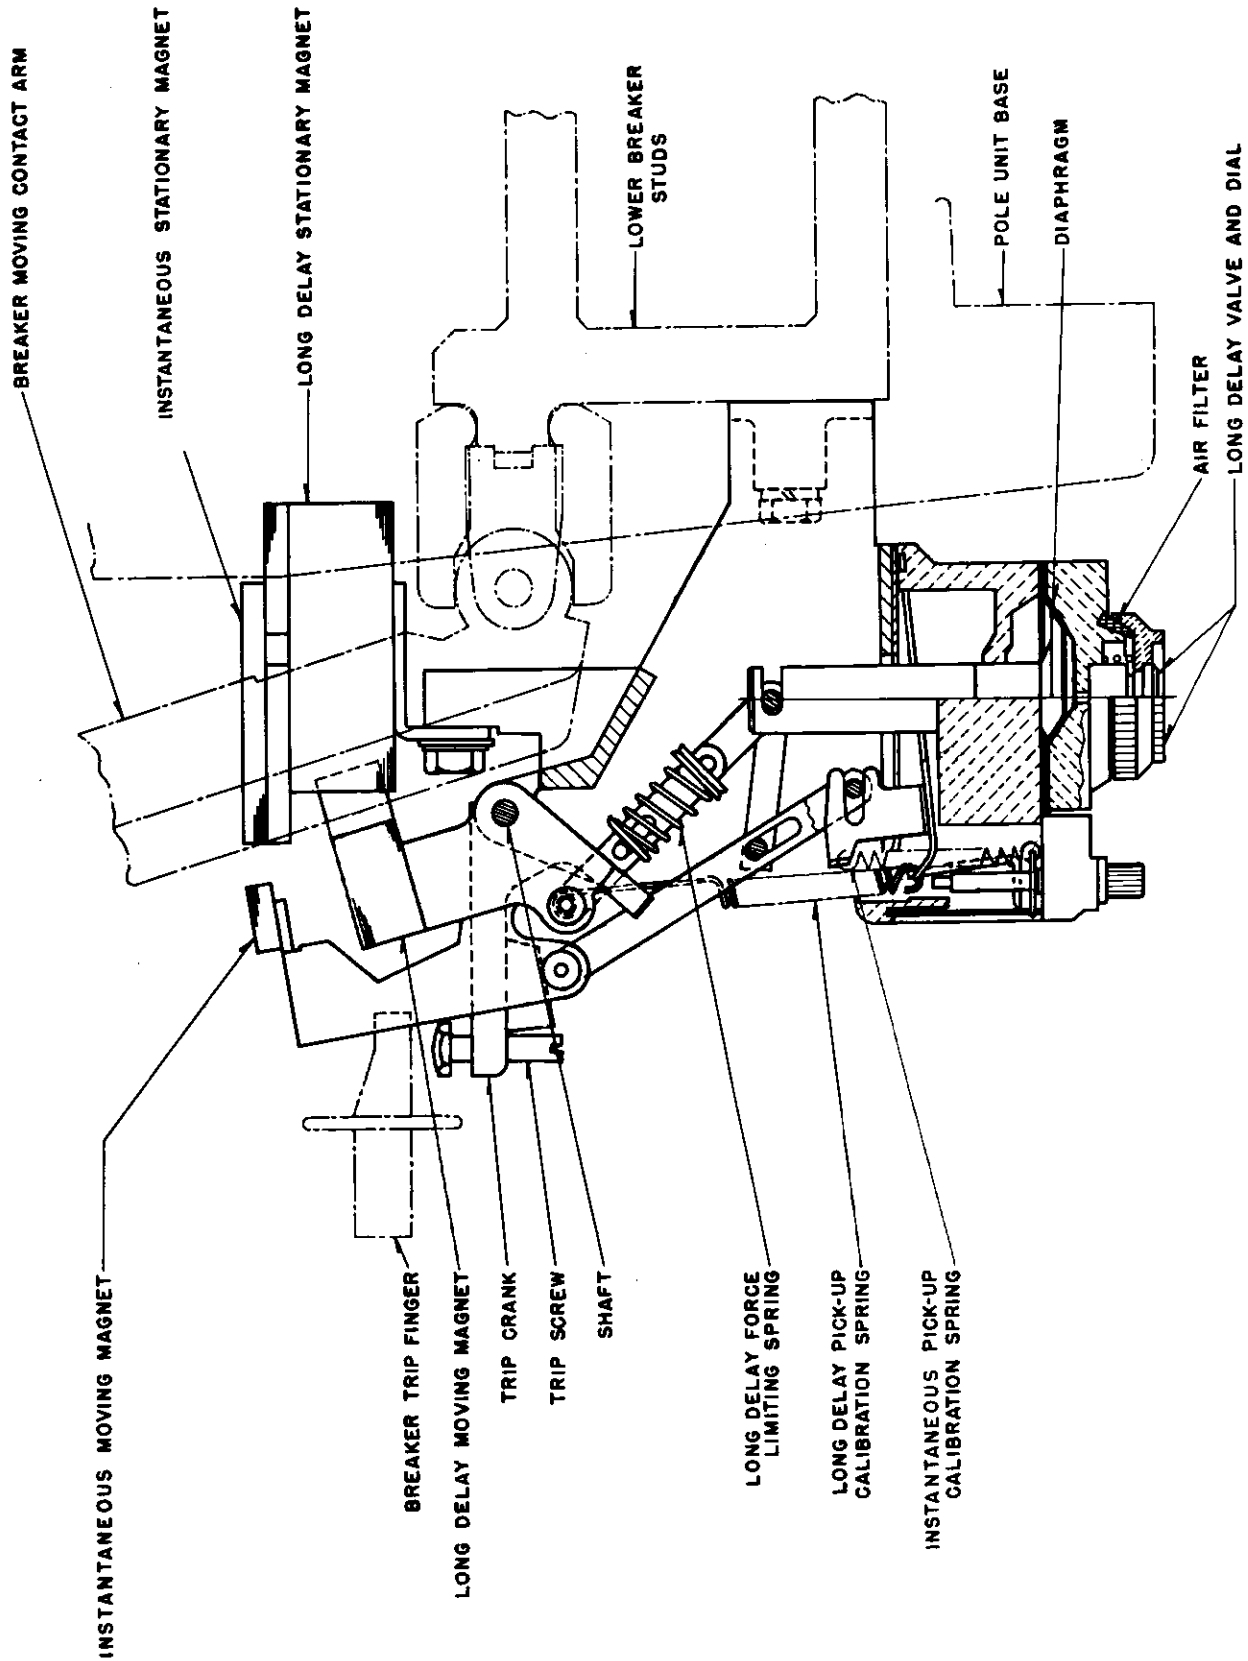 BREAKER MOVING CONTACT ARM
INSTANTANEOUS STATIONARY MAGNET
LONG DELAY STATIONARY MAGNET
LOWER BREAKER
STUDS
POLE UNIT BASE
DIAPHRAGM
AIR FILTER
LONG DELAY VALVE AND DIAL
INSTANTANEOUS MOVING MAGNET
BREAKER TRIP FINGER
LONG DELAY MOVING MAGNET
TRIP CRANK
TRIP SCREW
SHAFT
LONG DELAY FORCE
LIMITING SPRING
LONG DELAY PICK-UP
CALIBRATION SPRING
INSTANTANEOUS PICK-UP
CALIBRATION SPRING